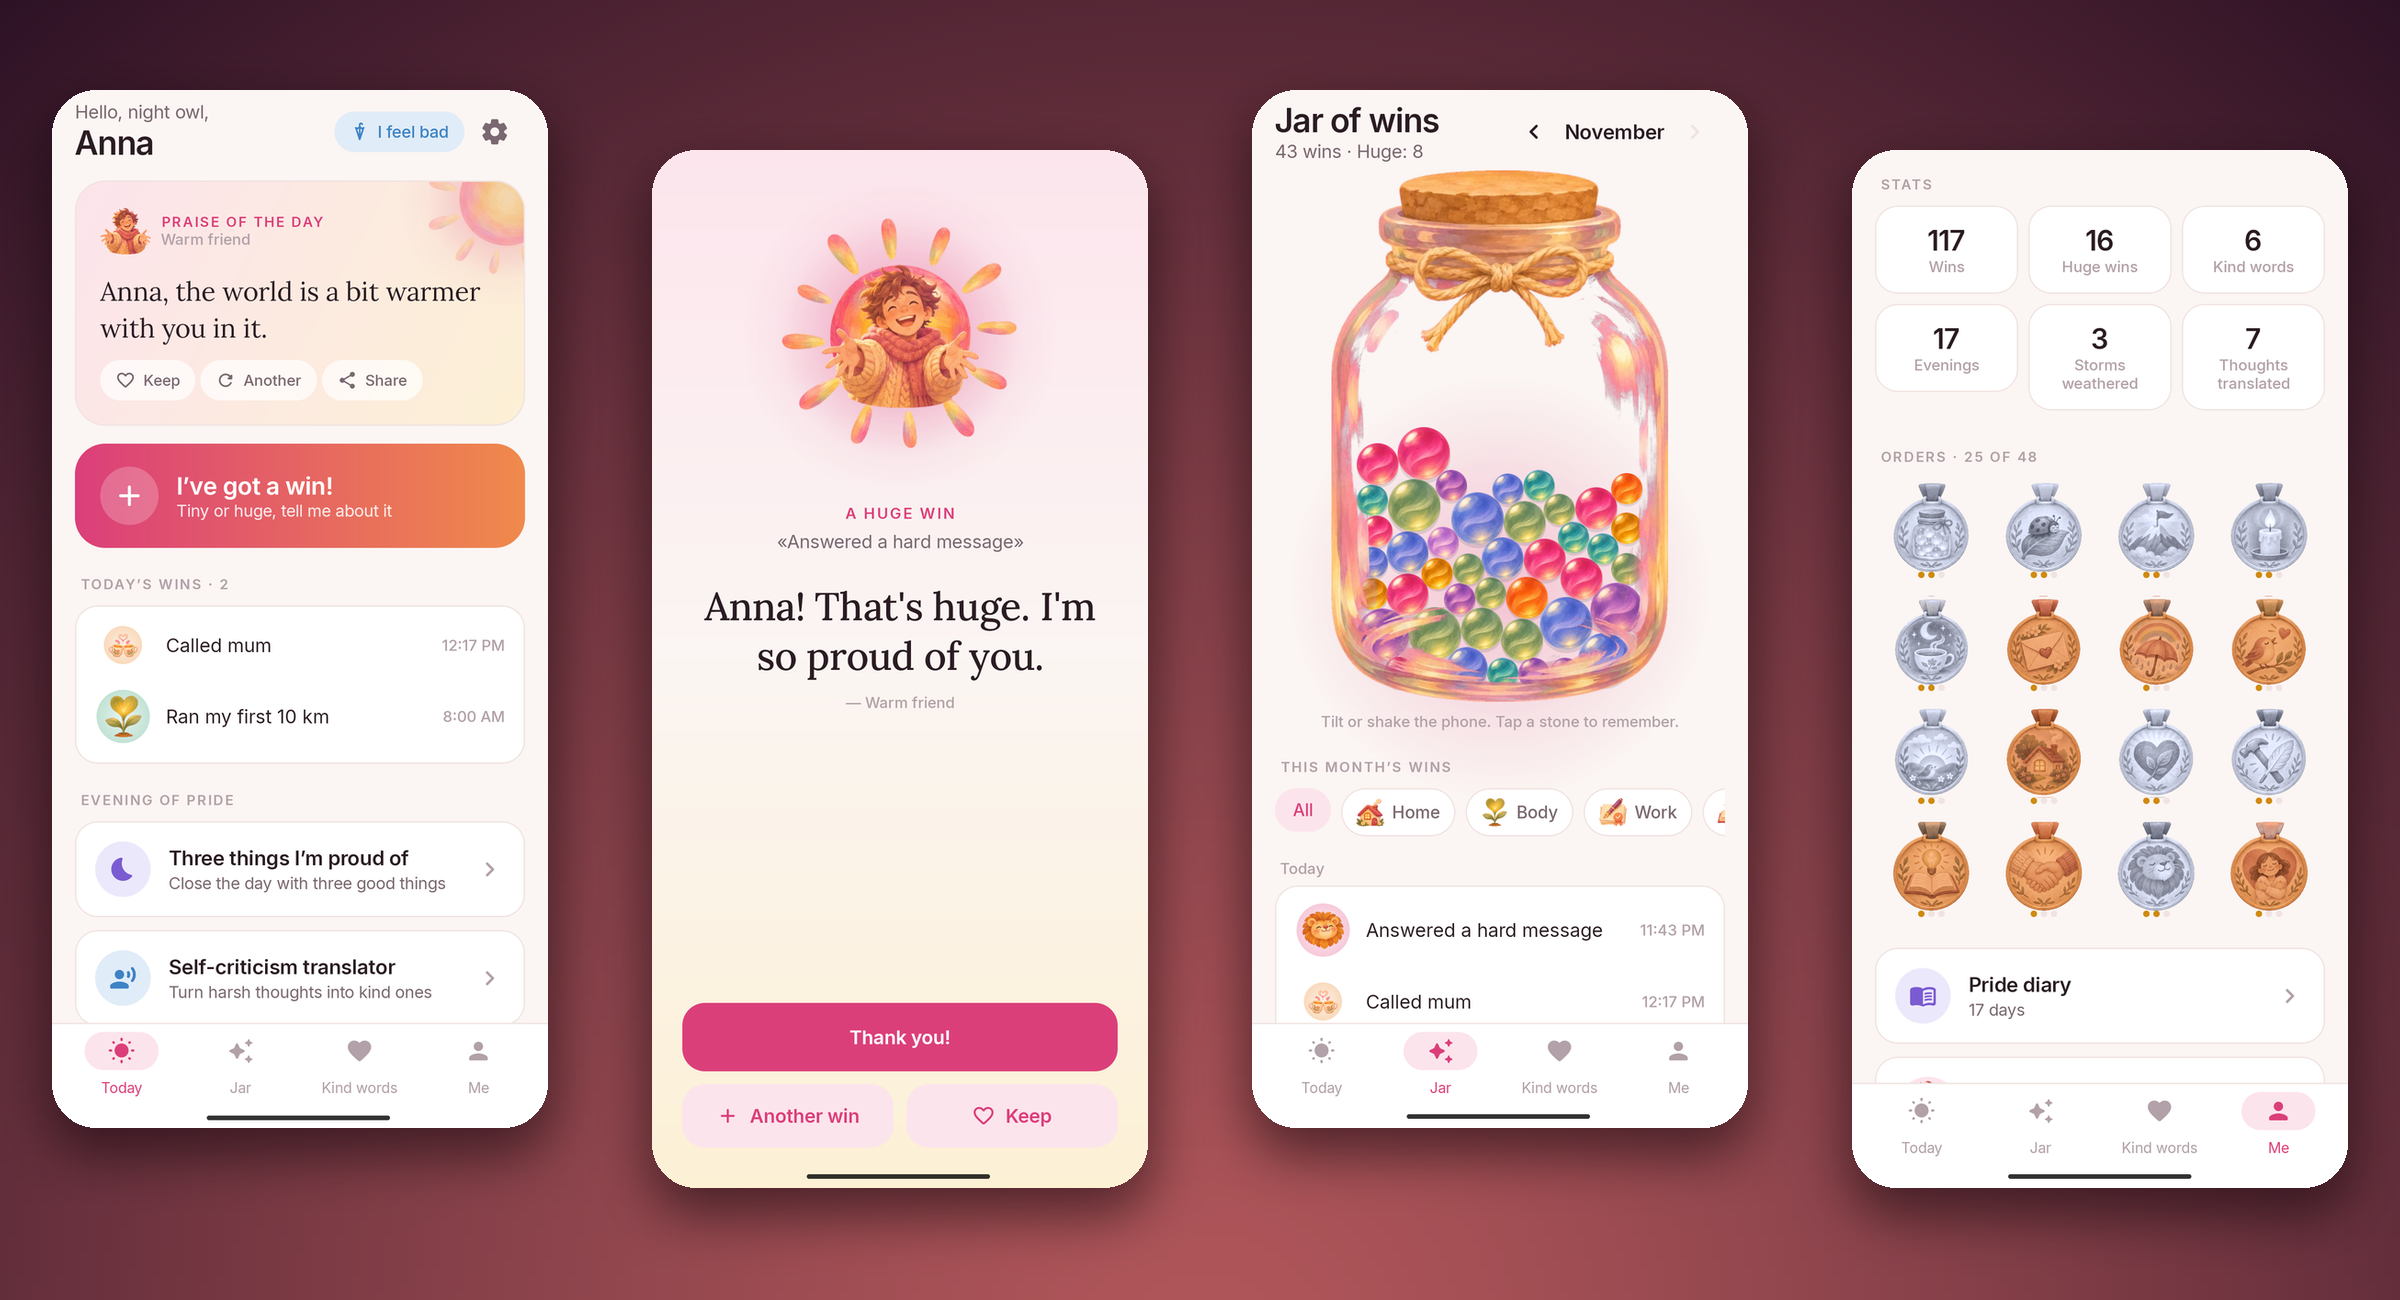 Hello, night owl,
Anna
I feel bad
PRAISE OF THE DAY
Warm friend
Anna, the world is a bit warmer
with you in it.
Keep
Another
Share
I’ve got a win!
Tiny or huge, tell me about it
TODAY’S WINS · 2
Called mum
12:17 PM
Ran my first 10 km
8:00 AM
EVENING OF PRIDE
Three things I’m proud of
Close the day with three good things
Self-criticism translator
Turn harsh thoughts into kind ones
Today
Jar
Kind words
Me
A HUGE WIN
«Answered a hard message»
Anna! That's huge. I'm
so proud of you.
— Warm friend
Thank you!
Another win
Keep
Jar of wins
43 wins · Huge: 8
November
Tilt or shake the phone. Tap a stone to remember.
THIS MONTH’S WINS
All
Home
Body
Work
Today
Answered a hard message
11:43 PM
Called mum
12:17 PM
Today
Jar
Kind words
Me
STATS
117
Wins
16
Huge wins
6
Kind words
17
Evenings
3
Storms
weathered
7
Thoughts
translated
ORDERS · 25 OF 48
Pride diary
17 days
Today
Jar
Kind words
Me